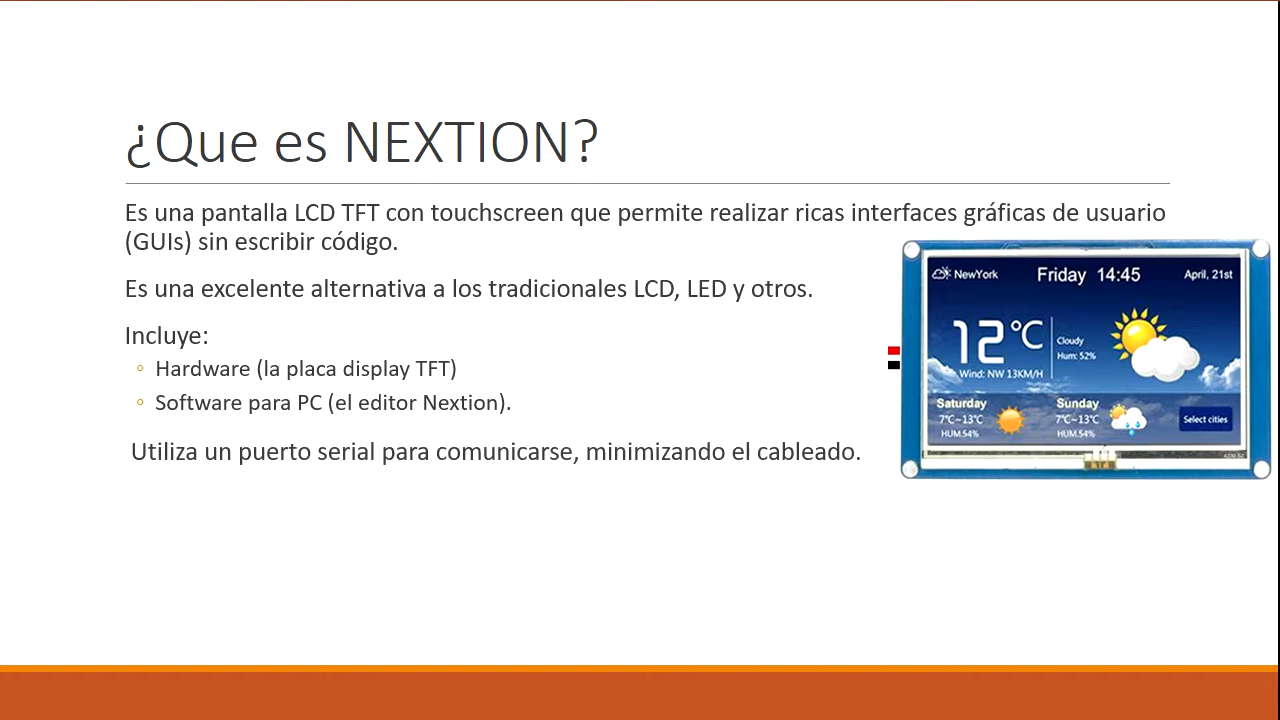 ¿Que es NEXTION?
Es una pantalla LCD TFT con touchscreen que permite realizar ricas interfaces gráficas de usuario
(GUIs) sin escribir código.
Es una excelente alternativa a los tradicionales LCD, LED y otros.
Incluye:
◦ Hardware (la placa display TFT)
◦ Software para PC (el editor Nextion).
Utiliza un puerto serial para comunicarse, minimizando el cableado.
NewYork Friday 14:45 April, 21st
12°C
Cloudy
Hum: 52%
Wind: NW 13KM/H
Saturday
7℃~13℃
HUM.54%
Sunday
7℃~13℃
HUM.54%
Select cities